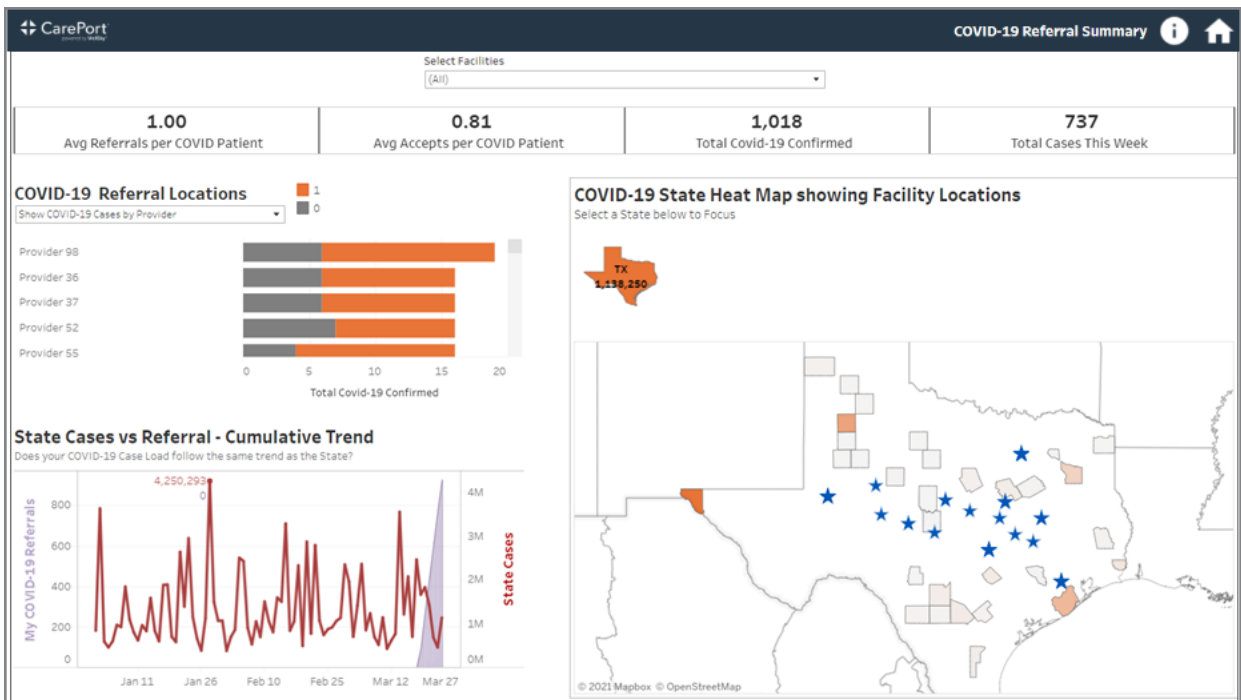 CarePort
powered by WellSky
COVID-19 Referral Summary
i
Select Facilities
(All)
1.00
Avg Referrals per COVID Patient
0.81
Avg Accepts per COVID Patient
1,018
Total Covid-19 Confirmed
737
Total Cases This Week
COVID-19 Referral Locations
1
0
Show COVID-19 Cases by Provider
Provider 98
Provider 36
Provider 37
Provider 52
Provider 55
0 5 10 15 20
Total Covid-19 Confirmed
State Cases vs Referral - Cumulative Trend
Does your COVID-19 Case Load follow the same trend as the State?
My COVID-19 Referrals
800
600
400
200
0
4,250,293
0
4M
3M
2M
1M
0M
State Cases
Jan 11 Jan 26 Feb 10 Feb 25 Mar 12 Mar 27
COVID-19 State Heat Map showing Facility Locations
Select a State below to Focus
TX
1,138,250
© 2021 Mapbox © OpenStreetMap